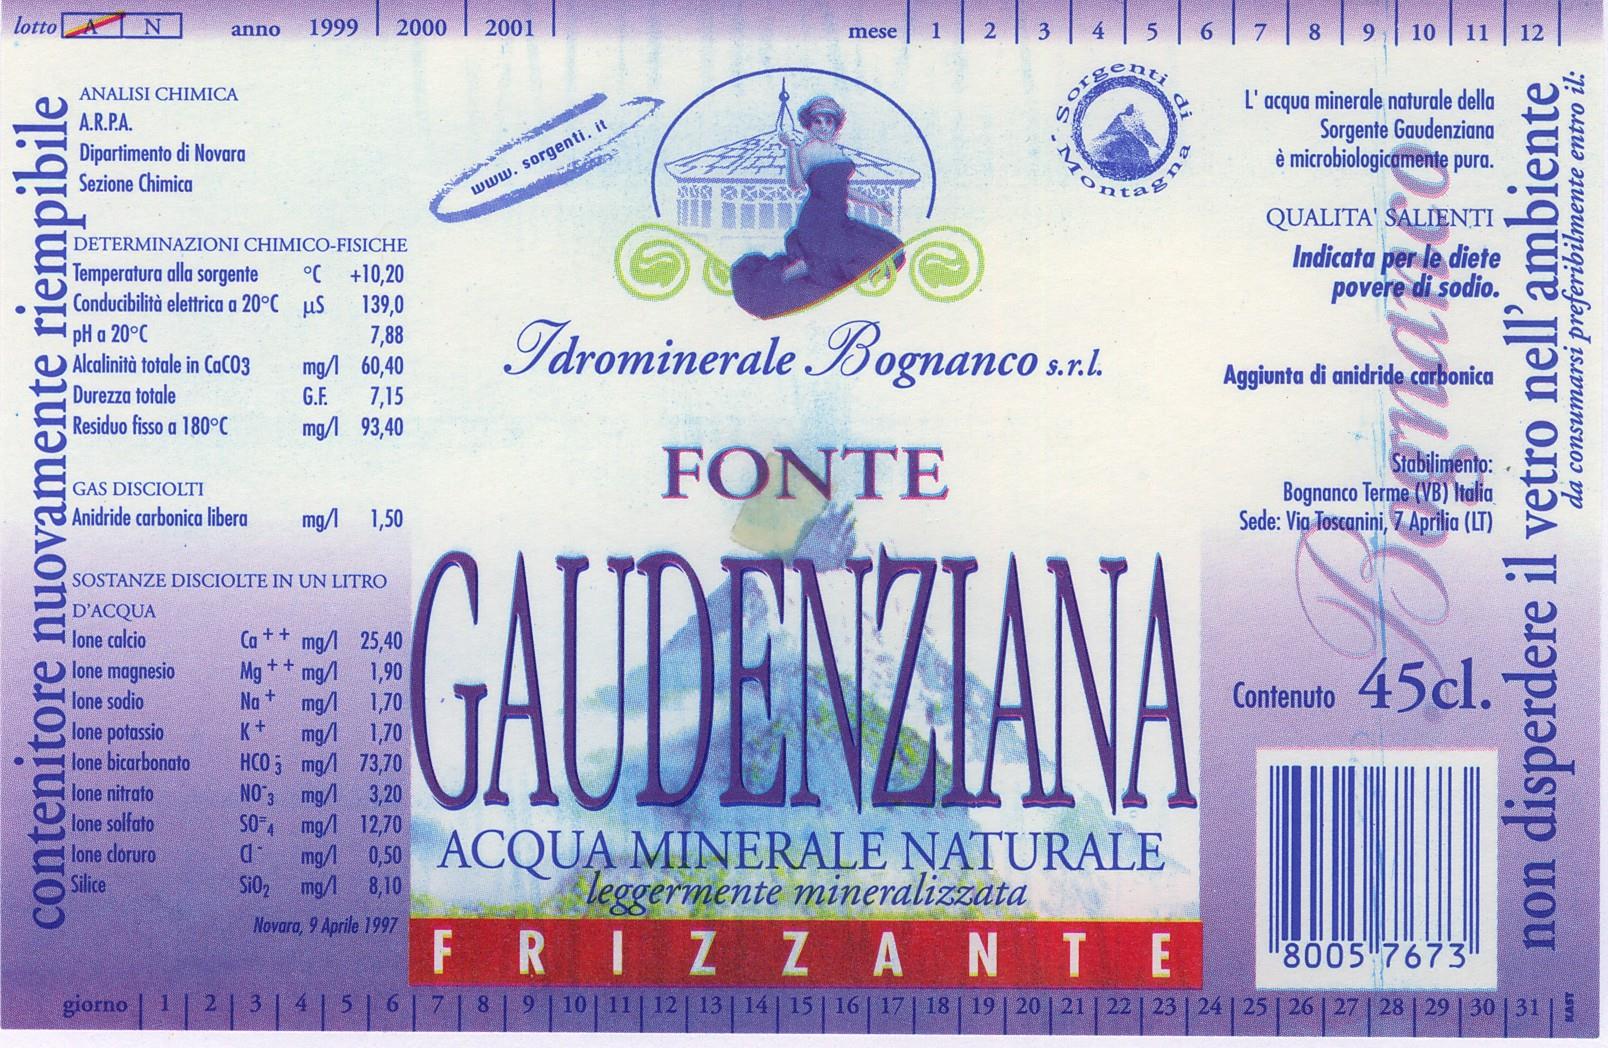 lotto A N anno 1999 2000 2001 mese 1 2 3 4 5 6 7 8 9 10 11 12
contenitore nuovamente riempibile
ANALISI CHIMICA
A.R.P.A.
Dipartimento di Novara
Sezione Chimica
DETERMINAZIONI CHIMICO-FISICHE
Temperatura alla sorgente °C +10,20
Conducibilità elettrica a 20°C µS 139,0
pH a 20°C 7,88
Alcalinità totale in CaCO3 mg/l 60,40
Durezza totale G.F. 7,15
Residuo fisso a 180°C mg/l 93,40
GAS DISCIOLTI
Anidride carbonica libera mg/l 1,50
SOSTANZE DISCIOLTE IN UN LITRO
D'ACQUA
Ione calcio Ca++ mg/l 25,40
Ione magnesio Mg++ mg/l 1,90
Ione sodio Na+ mg/l 1,70
Ione potassio K+ mg/l 1,70
Ione bicarbonato HCO-3 mg/l 73,70
Ione nitrato NO-3 mg/l 3,20
Ione solfato SO=4 mg/l 12,70
Ione cloruro Cl- mg/l 0,50
Silice SiO2 mg/l 8,10
Novara, 9 Aprile 1997
www. sorgenti. it
Sorgenti di
- Montagna
Idrominerale Bognanco s.r.l.
FONTE
GAUDENZIANA
ACQUA MINERALE NATURALE
leggermente mineralizzata
FRIZZANTE
L' acqua minerale naturale della
Sorgente Gaudenziana
è microbiologicamente pura.
QUALITA' SALIENTI
Indicata per le diete
povere di sodio.
Aggiunta di anidride carbonica
Stabilimento:
Bognanco Terme (VB) Italia
Sede: Via Toscanini, 7 Aprilia (LT)
Bognanco
Contenuto 45cl.
8005 7673
non disperdere il vetro nell'ambiente
da consumarsi preferibilmente entro il:
giorno 1 2 3 4 5 6 7 8 9 10 11 12 13 14 15 16 17 18 19 20 21 22 23 24 25 26 27 28 29 30 31
KAST